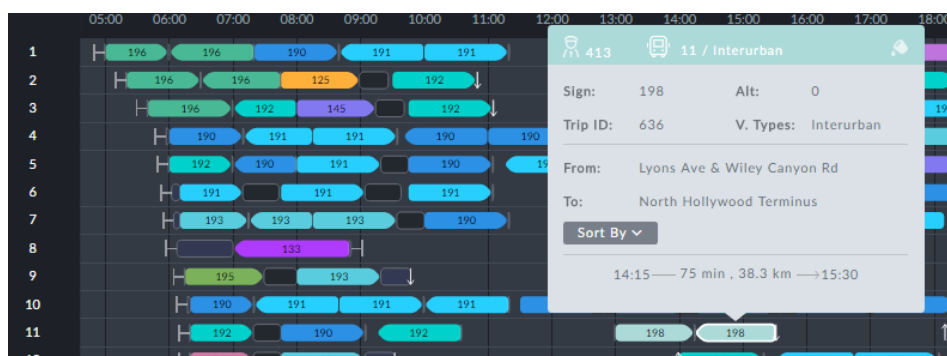 05:00 06:00 07:00 08:00 09:00 10:00 11:00 12:00 13:00 14:00 15:00 16:00 17:00 18:
413 11 / Interurban
1 196 196 190 191 191
2 196 196 125 192
Sign: 198 Alt: 0
3 196 192 145 192
Trip ID: 636 V. Types: Interurban
4 190 191 191 190 190
5 192 190 191 190 19
From: Lyons Ave & Wiley Canyon Rd
6 191 191 191
To: North Hollywood Terminus
7 193 193 193 190
Sort By
8 133
9 195 193
14:15 75 min , 38.3 km 15:30
10 190 191 191 191
11 192 190 192 198 198